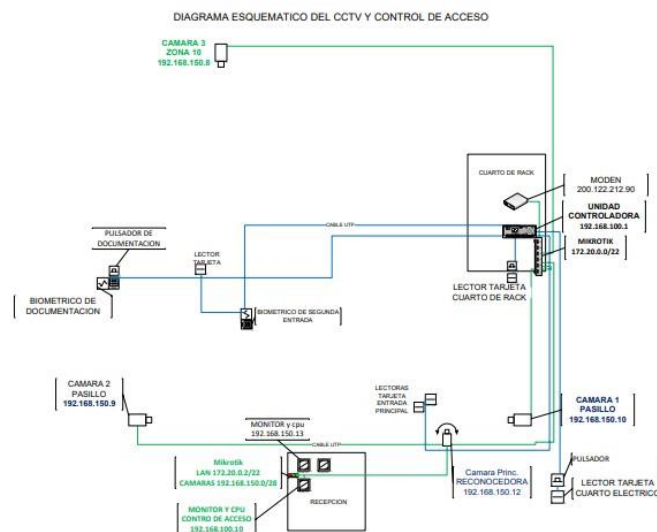 DIAGRAMA ESQUEMATICO DEL CCTV Y CONTROL DE ACCESO
CAMARA 3
ZONA 10
192.168.150.8
CUARTO DE RACK
MODEN
200.122.212.90
UNIDAD
CONTROLADORA
192.168.100.1
MIKROTIK
172.20.0.0/22
CABLE UTP
PULSADOR DE
DOCUMENTACION
LECTOR
TARJETA
LECTOR TARJETA
CUARTO DE RACK
BIOMETRICO DE
DOCUMENTACION
BIOMETRICO DE SEGUNDA
ENTRADA
CAMARA 2
PASILLO
192.168.150.9
LECTORAS
TARJETA
ENTRADA
PRINCIPAL
CAMARA 1
PASILLO
192.168.150.10
MONITOR y cpu
192.168.150.13
CABLE UTP
Mikrotik
LAN 172.20.0.2/22
CAMARAS 192.168.150.0/28
Camara Princ.
RECONOCEDORA
192.168.150.12
PULSADOR
LECTOR TARJETA
CUARTO ELECTRICO
MONITOR Y CPU
CONTRO DE ACCESO
192.168.100.10
RECEPCION